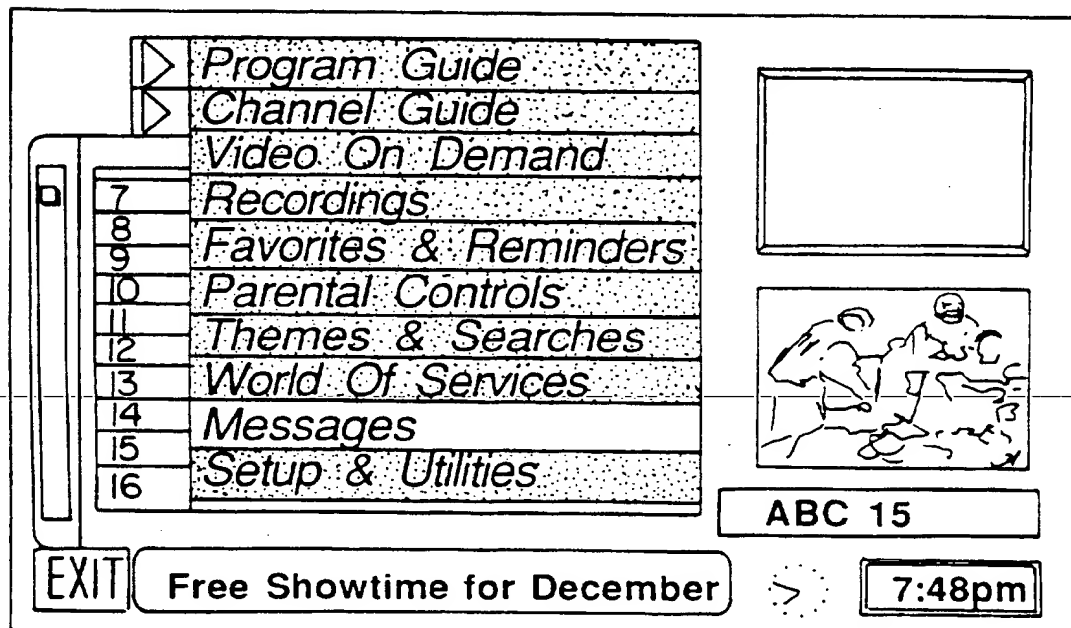 Program Guide
Channel Guide
Video On Demand
7 Recordings
8
9 Favorites & Reminders
10 Parental Controls
11
12 Themes & Searches
13 World Of Services
14 Messages
15
16 Setup & Utilities
ABC 15
EXIT Free Showtime for December 7:48pm